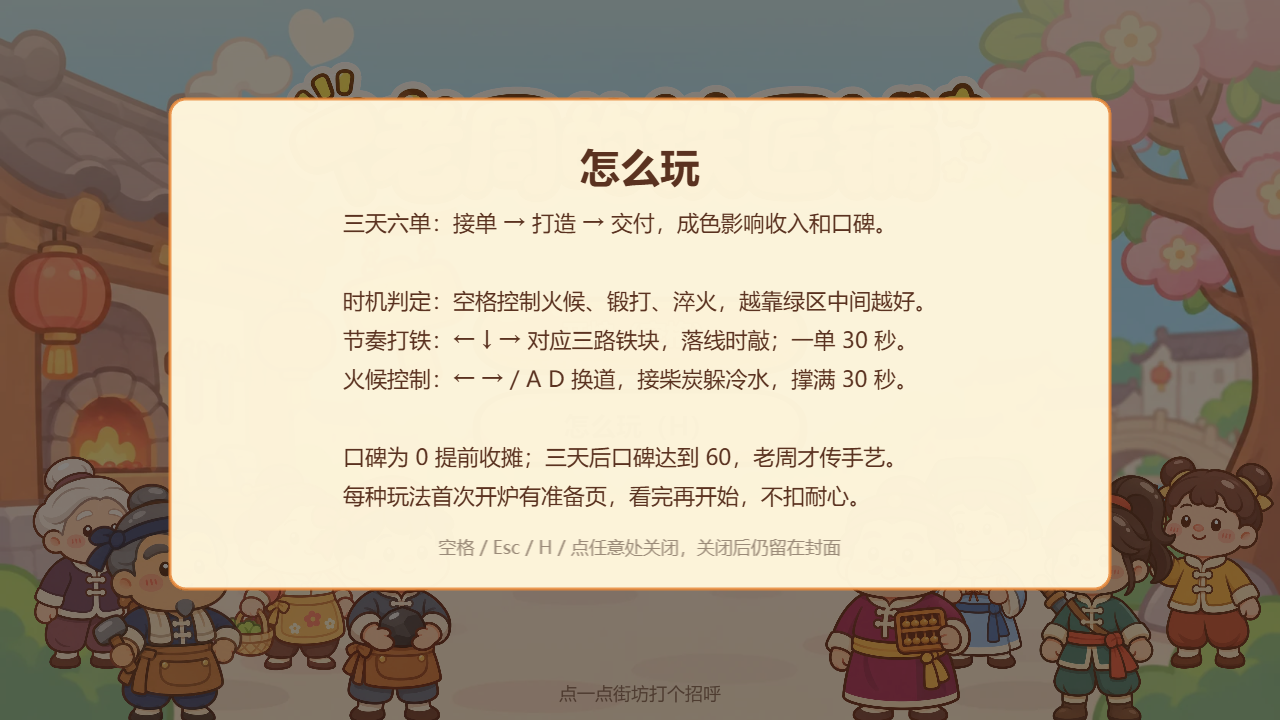 怎么玩
三天六单：接单 → 打造 → 交付，成色影响收入和口碑。
时机判定：空格控制火候、锻打、淬火，越靠绿区中间越好。
节奏打铁：← ↓ → 对应三路铁块，落线时敲；一单 30 秒。
火候控制：← → / A D 换道，接柴炭躲冷水，撑满 30 秒。
口碑为 0 提前收摊；三天后口碑达到 60，老周才传手艺。
每种玩法首次开炉有准备页，看完再开始，不扣耐心。
空格 / Esc / H / 点任意处关闭，关闭后仍留在封面
点一点街坊打个招呼